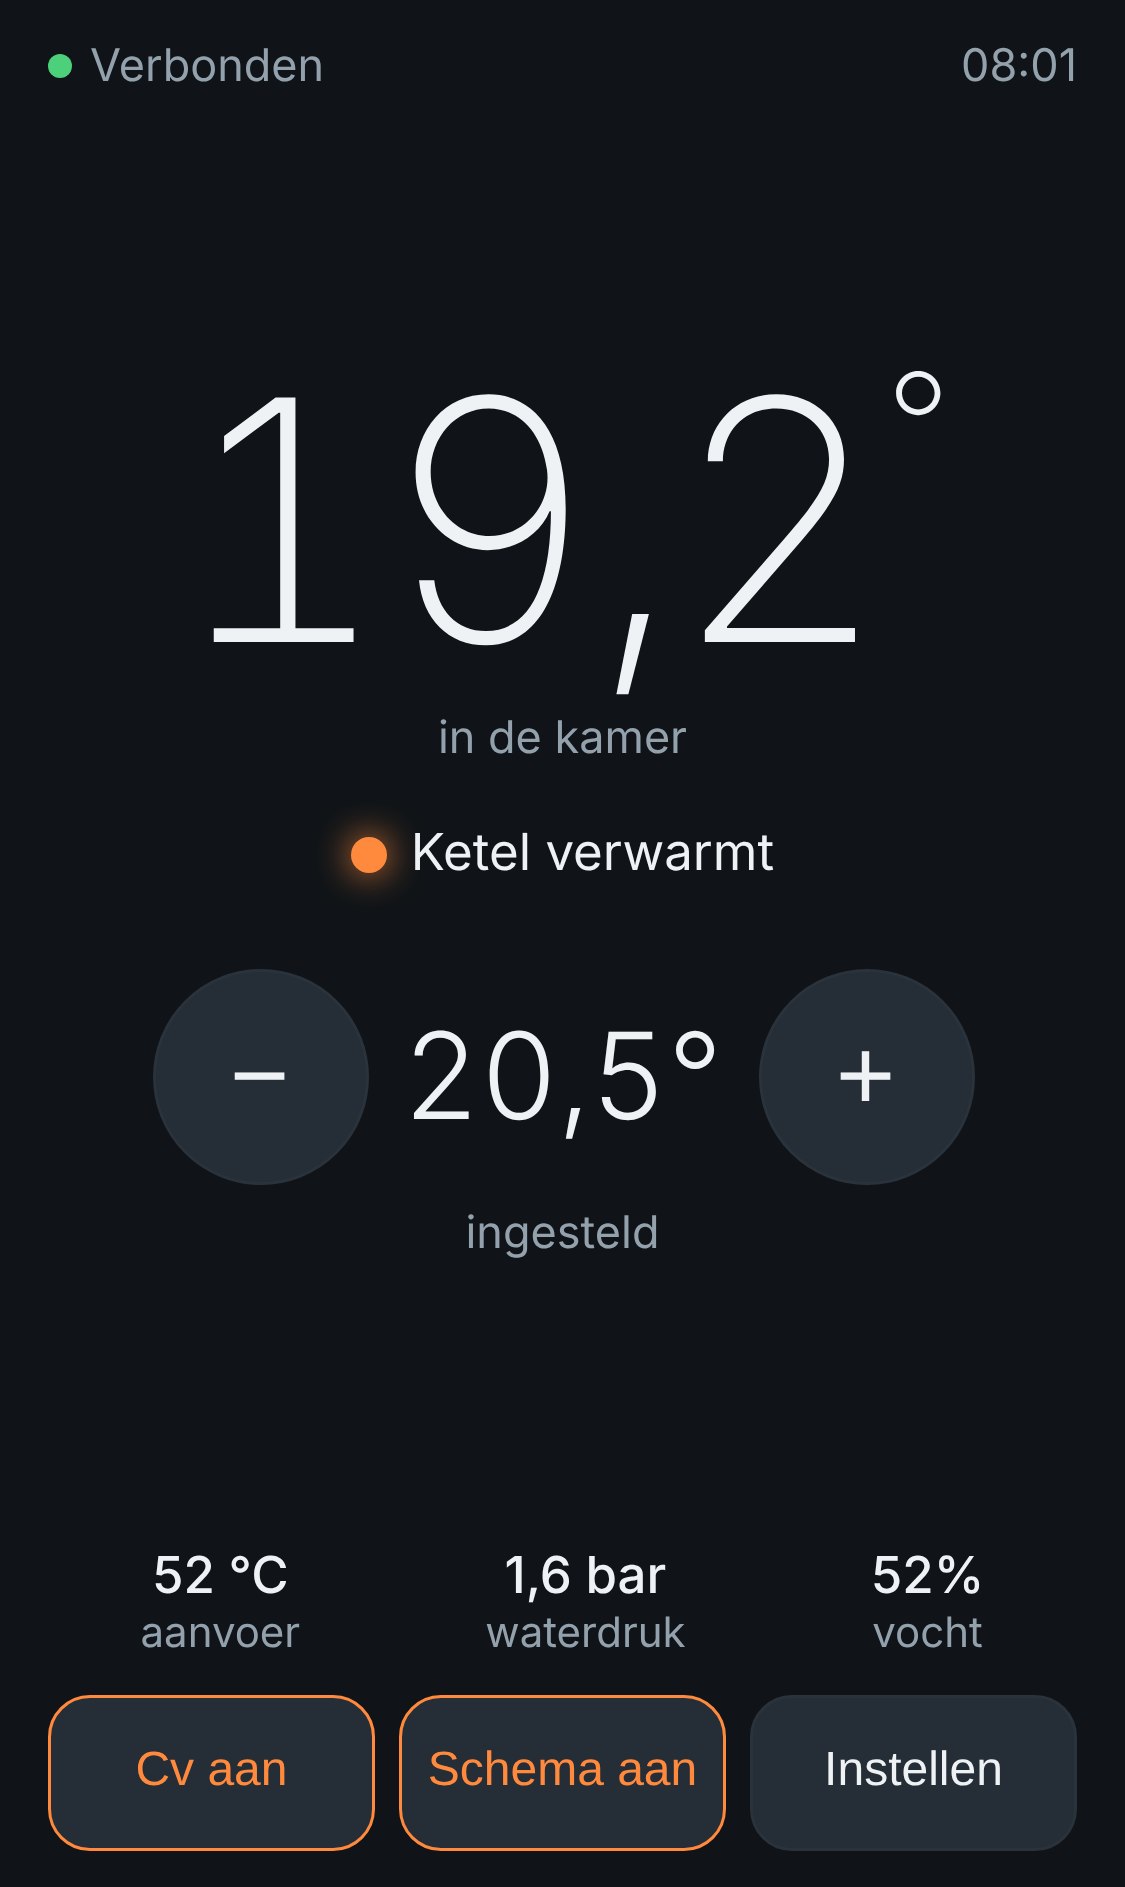 Verbonden 08:01
19,2°
in de kamer
Ketel verwarmt
− 20,5° +
ingesteld
52 °C 1,6 bar 52%
aanvoer waterdruk vocht
Cv aan Schema aan Instellen